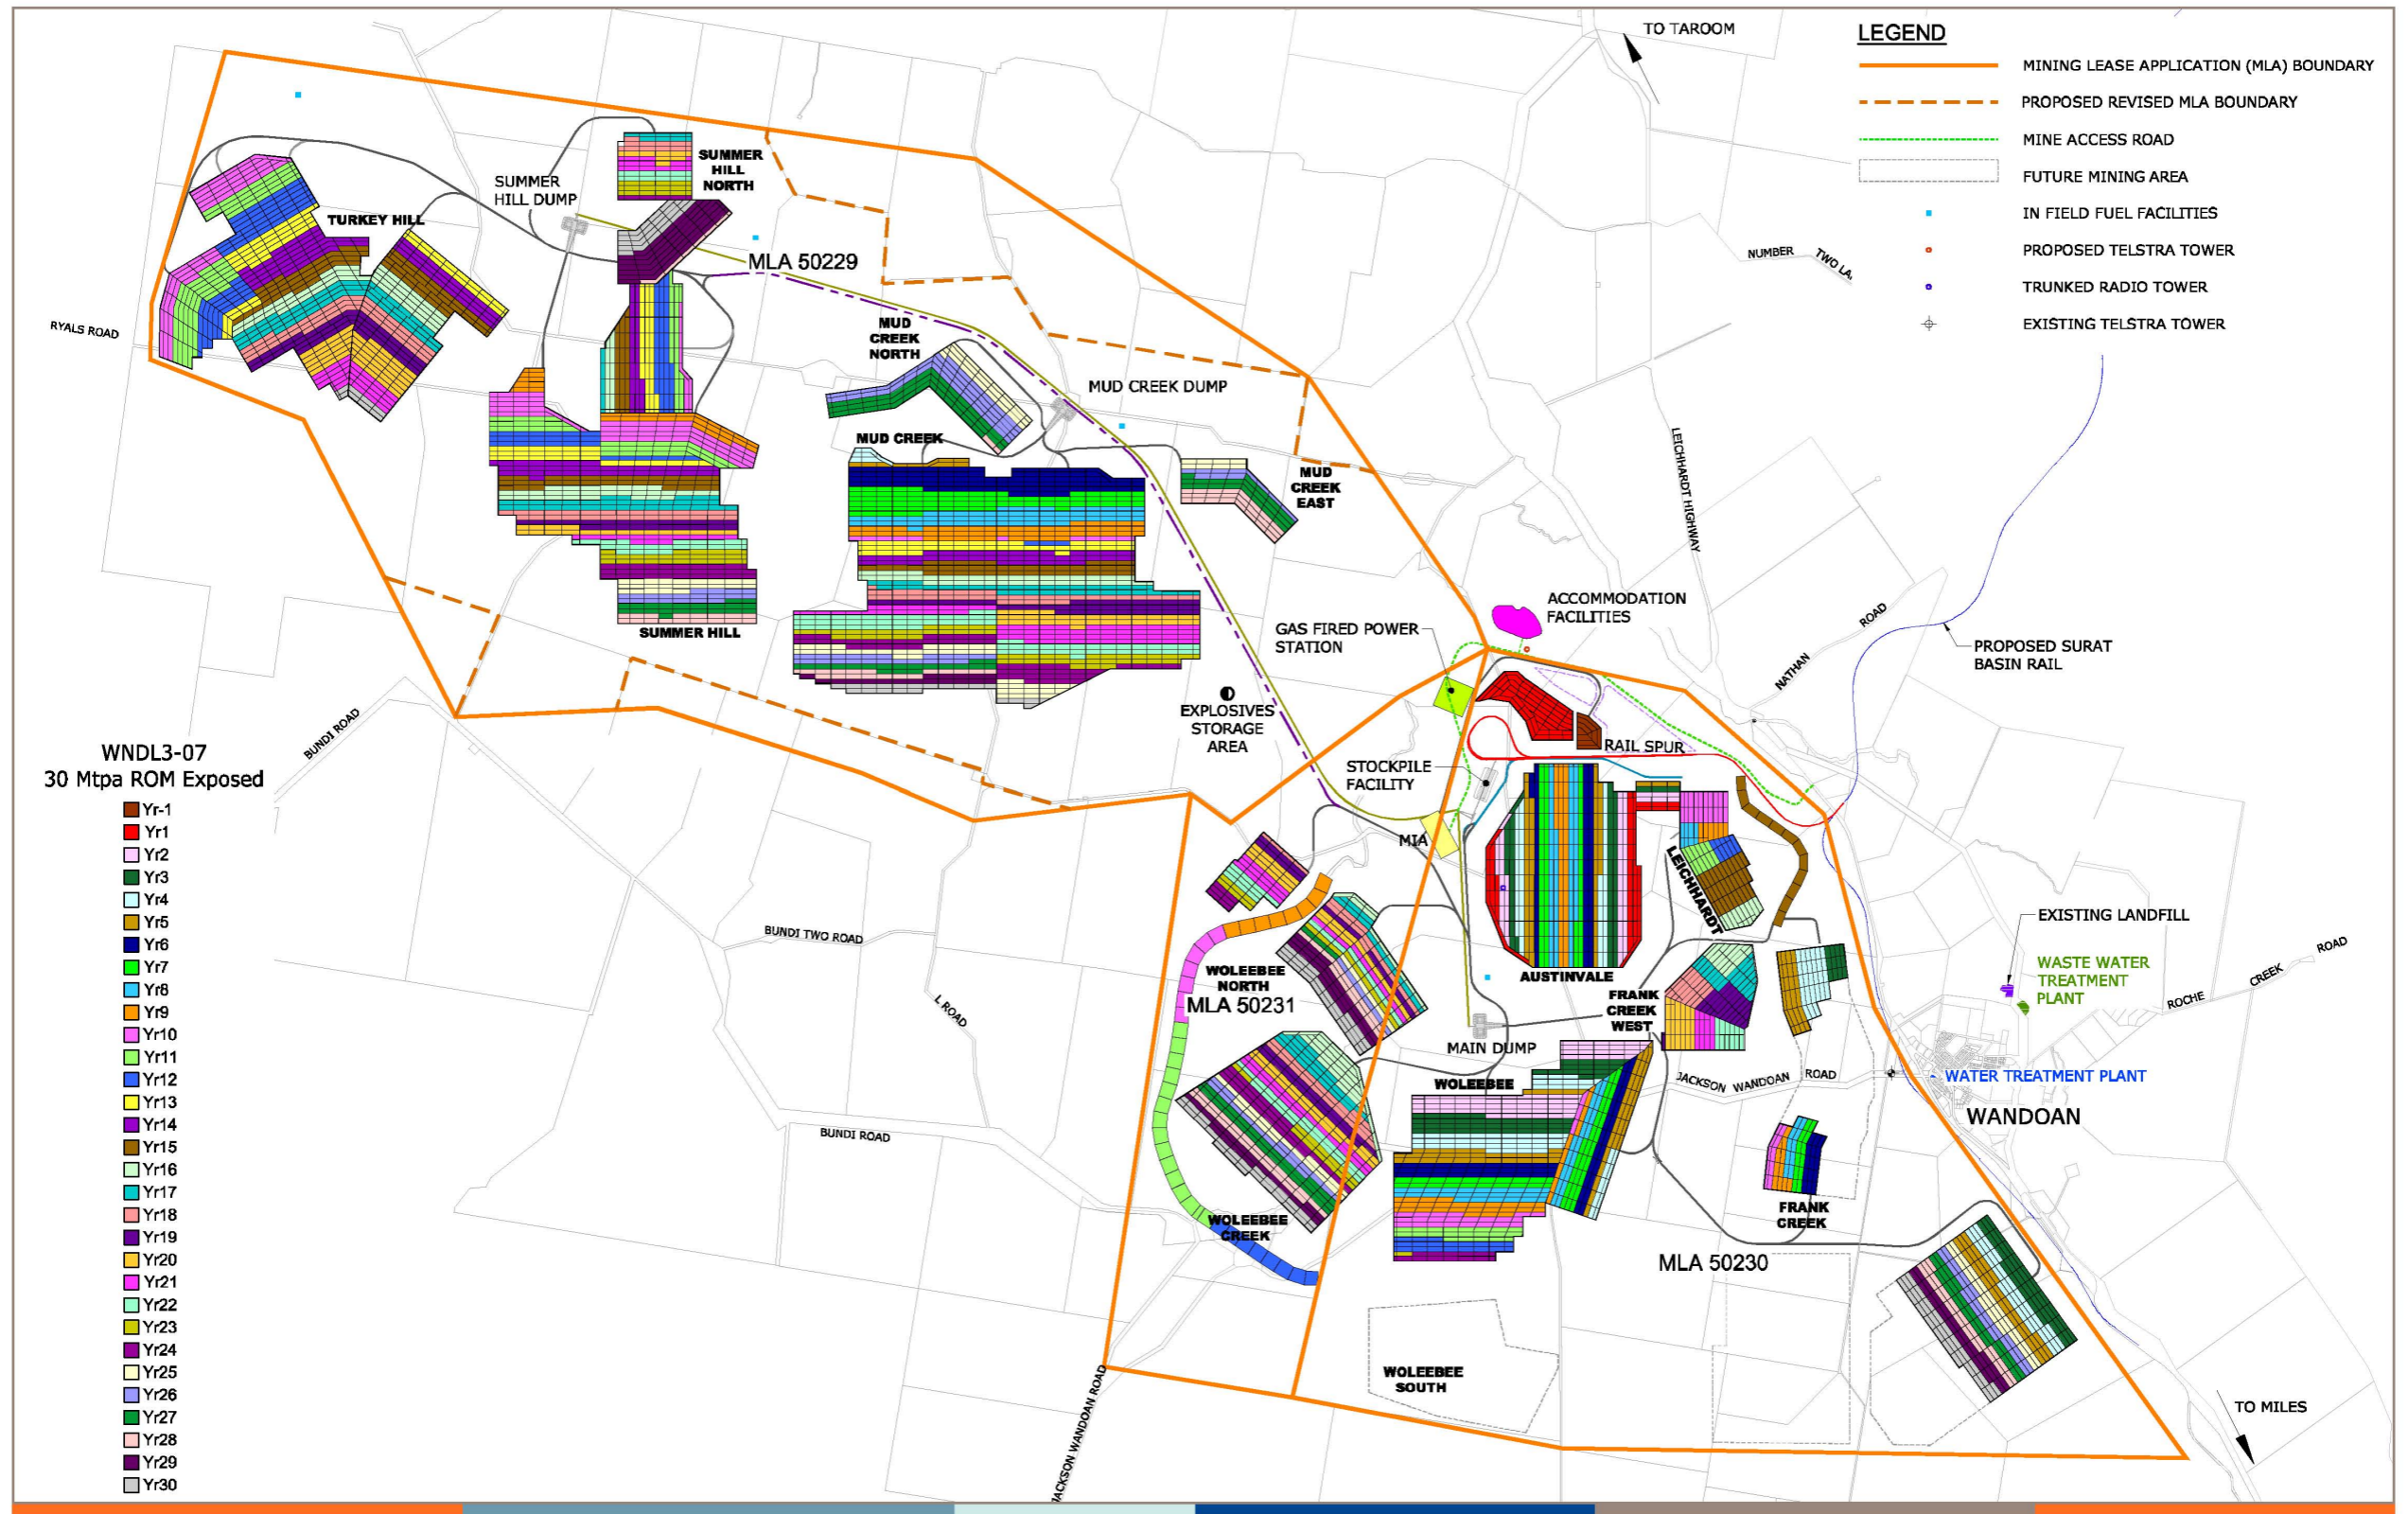 TO TAROOM
LEGEND
MINING LEASE APPLICATION (MLA) BOUNDARY
PROPOSED REVISED MLA BOUNDARY
MINE ACCESS ROAD
FUTURE MINING AREA
IN FIELD FUEL FACILITIES
PROPOSED TELSTRA TOWER
TRUNKED RADIO TOWER
EXISTING TELSTRA TOWER
NUMBER TWO LA
SUMMER
HILL
NORTH
SUMMER
HILL DUMP
TURKEY HILL
MLA 50229
RYALS ROAD
MUD
CREEK
NORTH
MUD CREEK DUMP
MUD CREEK
MUD
CREEK
EAST
LEICHHARDT HIGHWAY
SUMMER HILL
ACCOMMODATION
FACILITIES
GAS FIRED POWER
STATION
NATHAN ROAD
PROPOSED SURAT
BASIN RAIL
EXPLOSIVES
STORAGE
AREA
BUNDI ROAD
RAIL SPUR
STOCKPILE
FACILITY
MIA
LEICHHARDT
WNDL3-07
30 Mtpa ROM Exposed
Yr-1
Yr1
Yr2
Yr3
Yr4
Yr5
Yr6
Yr7
Yr8
Yr9
Yr10
Yr11
Yr12
Yr13
Yr14
Yr15
Yr16
Yr17
Yr18
Yr19
Yr20
Yr21
Yr22
Yr23
Yr24
Yr25
Yr26
Yr27
Yr28
Yr29
Yr30
BUNDI TWO ROAD
L ROAD
BUNDI ROAD
EXISTING LANDFILL
WASTE WATER
TREATMENT
PLANT
ROCHE CREEK ROAD
WOLEEBEE
NORTH
MLA 50231
AUSTINVALE
FRANK
CREEK
WEST
MAIN DUMP
WOLEEBEE
JACKSON WANDOAN ROAD
WATER TREATMENT PLANT
WANDOAN
WOLEEBEE
CREEK
FRANK
CREEK
MLA 50230
WOLEEBEE
SOUTH
JACKSON WANDOAN ROAD
TO MILES